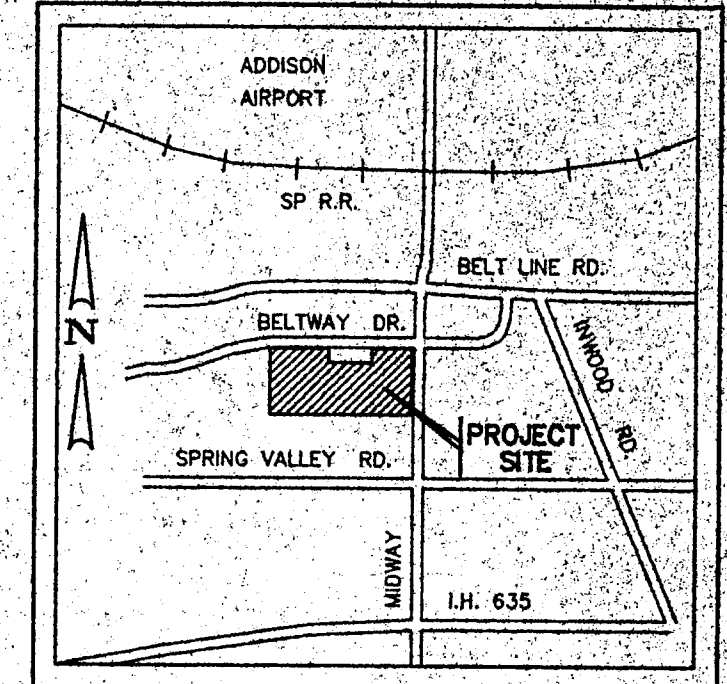 ADDISON
AIRPORT
SP R.R.
BELT LINE RD.
BELTWAY DR.
N
INWOOD RD.
PROJECT
SITE
SPRING VALLEY RD.
MIDWAY
I.H. 635